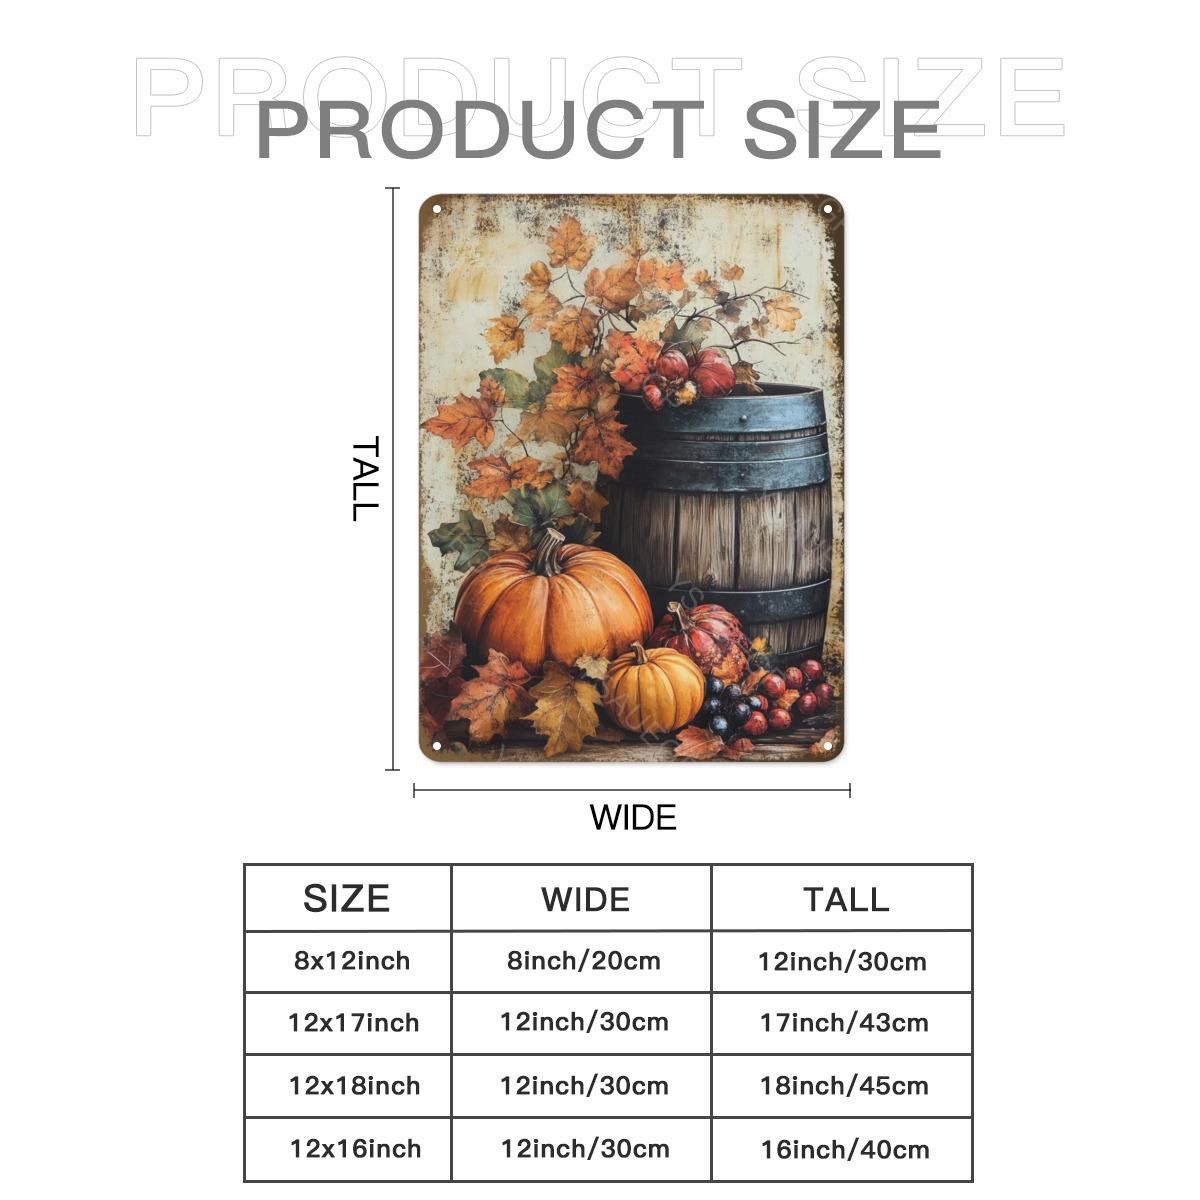 PRODUCT SIZE
PRODUCT SIZE
TALL
WIDE
SIZE WIDE TALL
8x12inch 8inch/20cm 12inch/30cm
12x17inch 12inch/30cm 17inch/43cm
12x18inch 12inch/30cm 18inch/45cm
12x16inch 12inch/30cm 16inch/40cm